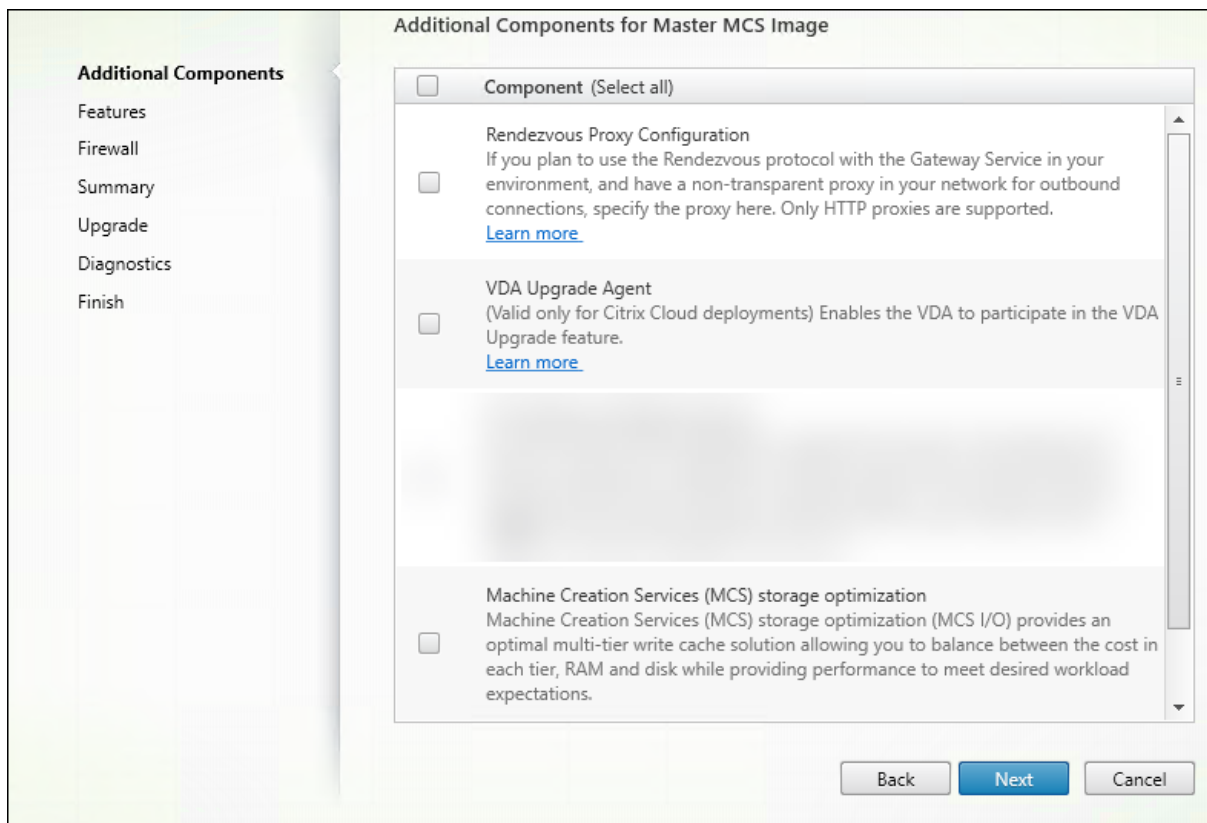 Additional Components for Master MCS Image
Additional Components
Features
Firewall
Summary
Upgrade
Diagnostics
Finish
Component (Select all)
Rendezvous Proxy Configuration
If you plan to use the Rendezvous protocol with the Gateway Service in your
environment, and have a non-transparent proxy in your network for outbound
connections, specify the proxy here. Only HTTP proxies are supported.
Learn more
VDA Upgrade Agent
(Valid only for Citrix Cloud deployments) Enables the VDA to participate in the VDA
Upgrade feature.
Learn more
Machine Creation Services (MCS) storage optimization
Machine Creation Services (MCS) storage optimization (MCS I/O) provides an
optimal multi-tier write cache solution allowing you to balance between the cost in
each tier, RAM and disk while providing performance to meet desired workload
expectations.
Back
Next
Cancel